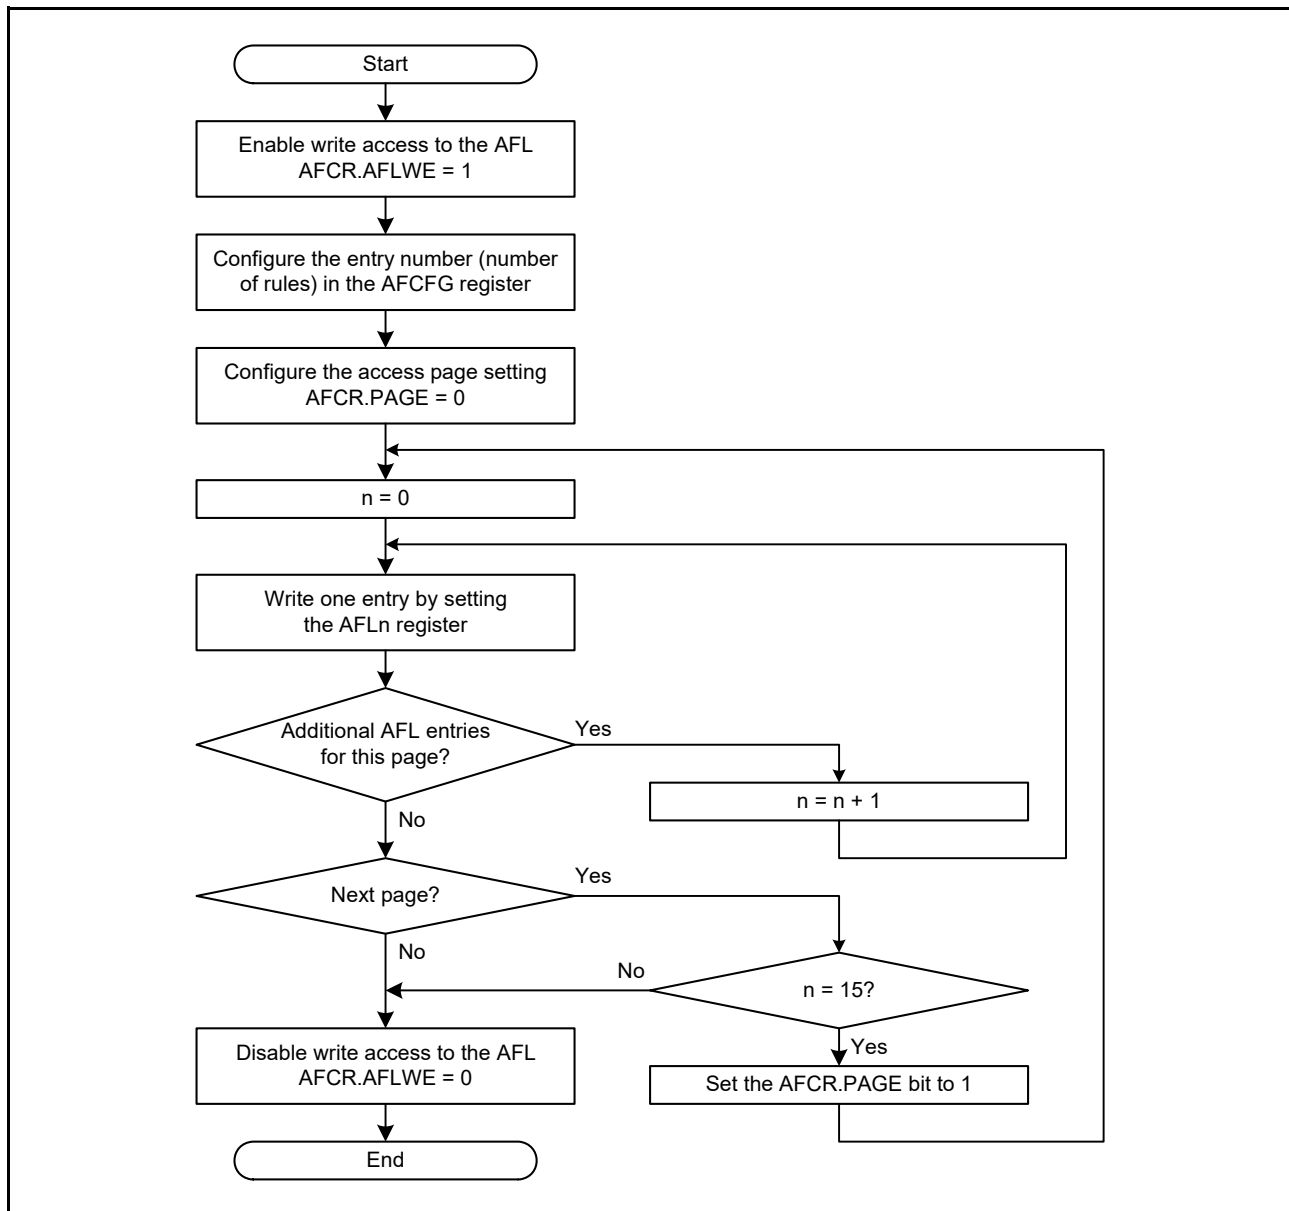 Start
Enable write access to the AFL
AFCR.AFLWE = 1
Configure the entry number (number
of rules) in the AFCFG register
Configure the access page setting
AFCR.PAGE = 0
n = 0
Write one entry by setting
the AFLn register
Additional AFL entries
for this page?
Yes
n = n + 1
No
Next page?
Yes
No
n = 15?
No
Yes
Set the AFCR.PAGE bit to 1
Disable write access to the AFL
AFCR.AFLWE = 0
End